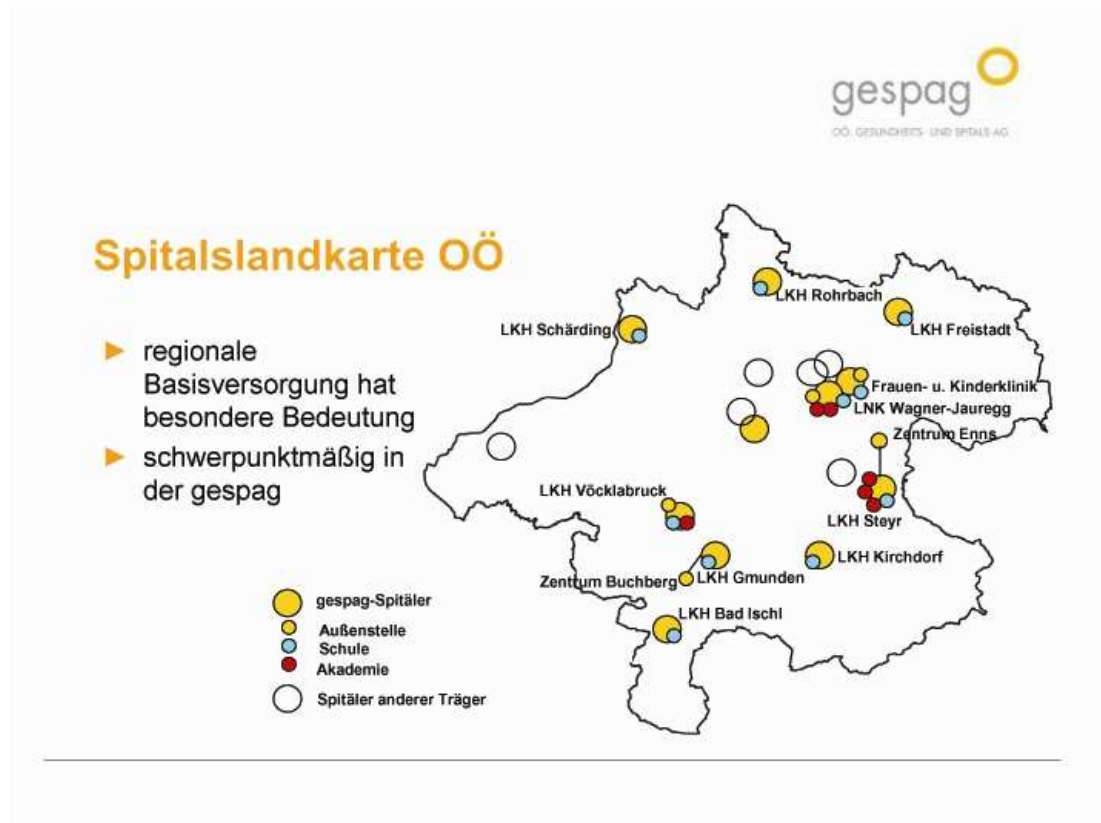 gespag
OÖ. GESUNDHEITS- UND SPITALS-AG
Spitalslandkarte OÖ
regionale
Basisversorgung hat
besondere Bedeutung
schwerpunktmäßig in
der gespag
LKH Rohrbach
LKH Schärding
LKH Freistadt
Frauen- u. Kinderklinik
LNK Wagner-Jauregg
Zentrum Enns
LKH Vöcklabruck
LKH Steyr
LKH Kirchdorf
Zentrum Buchberg
LKH Gmunden
LKH Bad Ischl
gespag-Spitäler
Außenstelle
Schule
Akademie
Spitäler anderer Träger